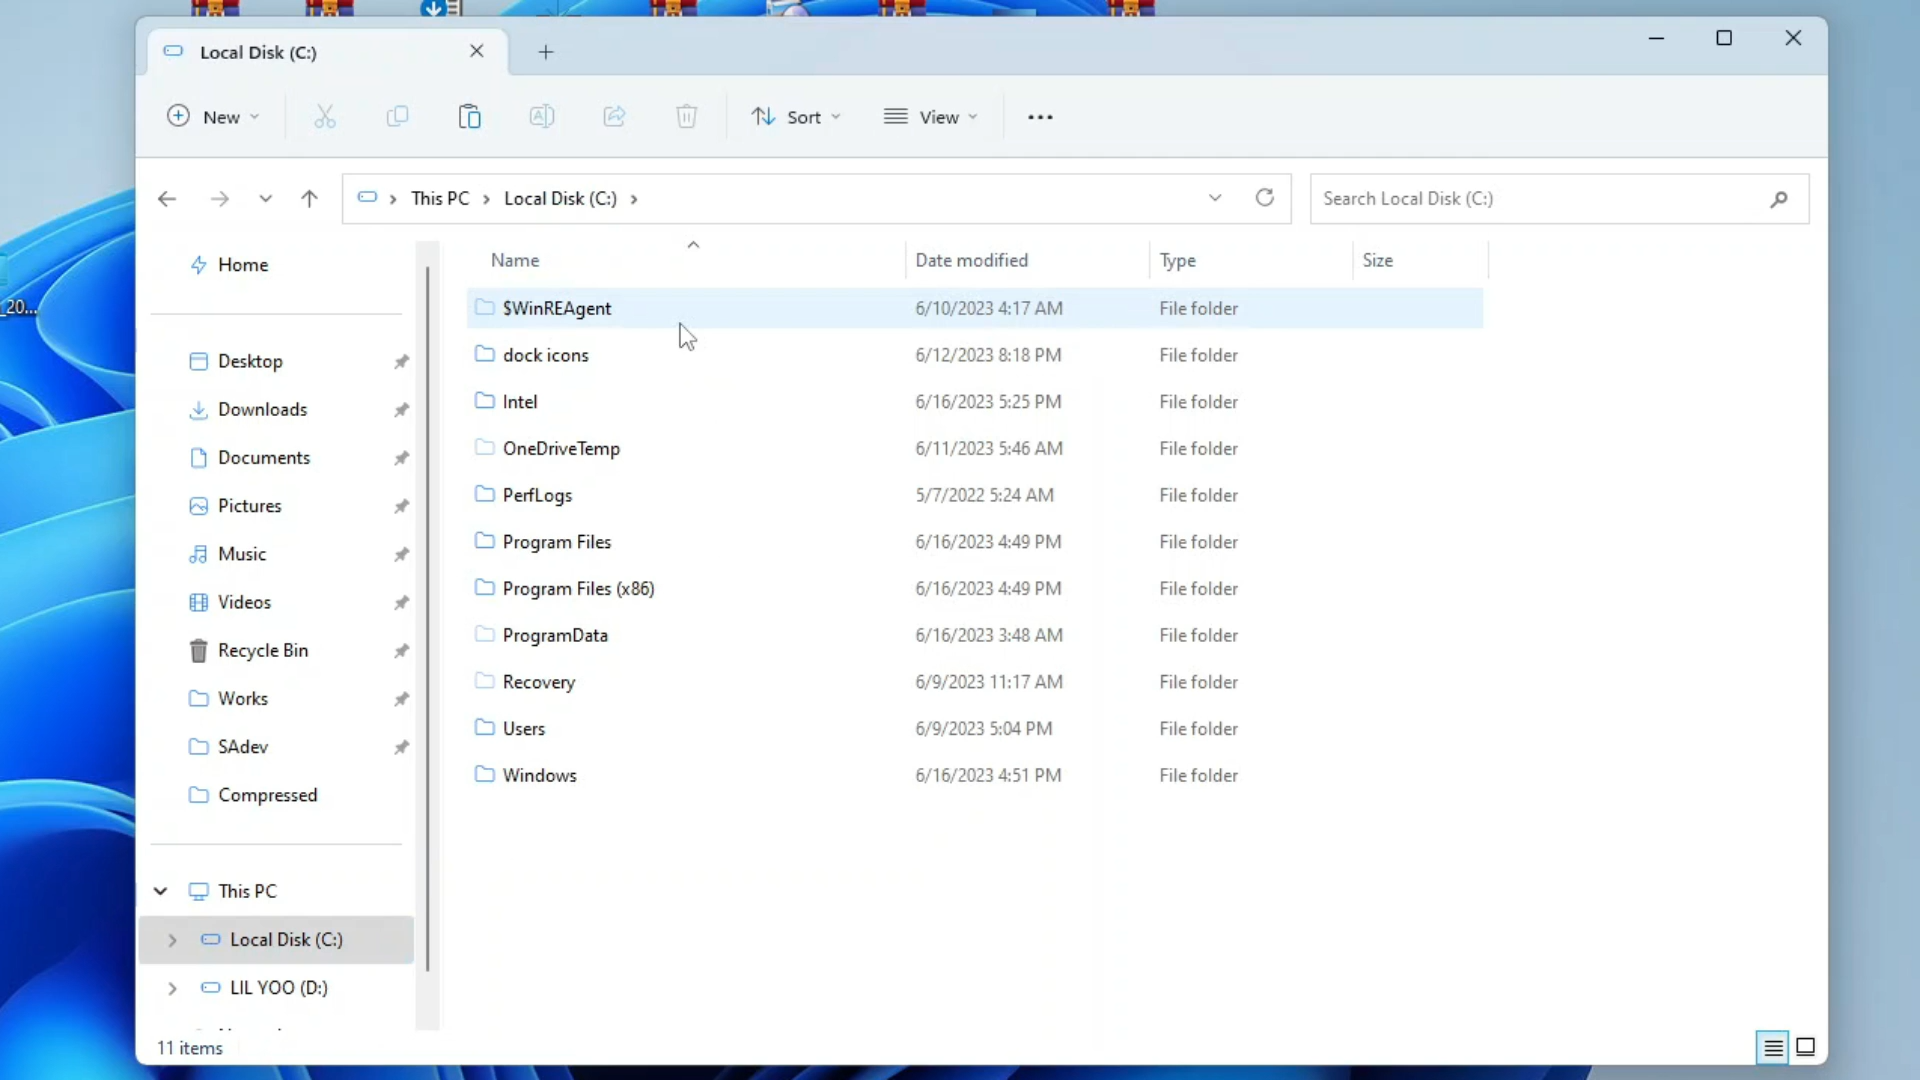 Local Disk (C:)
New
Sort
View
This PC
Local Disk (C:)
Search Local Disk (C:)
Name
Date modified
Type
Size
Home
Desktop
Downloads
Documents
Pictures
Music
Videos
Recycle Bin
Works
SAdev
Compressed
This PC
Local Disk (C:)
LIL YOO (D:)
$WinREAgent 6/10/2023 4:17 AM File folder
dock icons 6/12/2023 8:18 PM File folder
Intel 6/16/2023 5:25 PM File folder
OneDriveTemp 6/11/2023 5:46 AM File folder
PerfLogs 5/7/2022 5:24 AM File folder
Program Files 6/16/2023 4:49 PM File folder
Program Files (x86) 6/16/2023 4:49 PM File folder
ProgramData 6/16/2023 3:48 AM File folder
Recovery 6/9/2023 11:17 AM File folder
Users 6/9/2023 5:04 PM File folder
Windows 6/16/2023 4:51 PM File folder
11 items
_20...